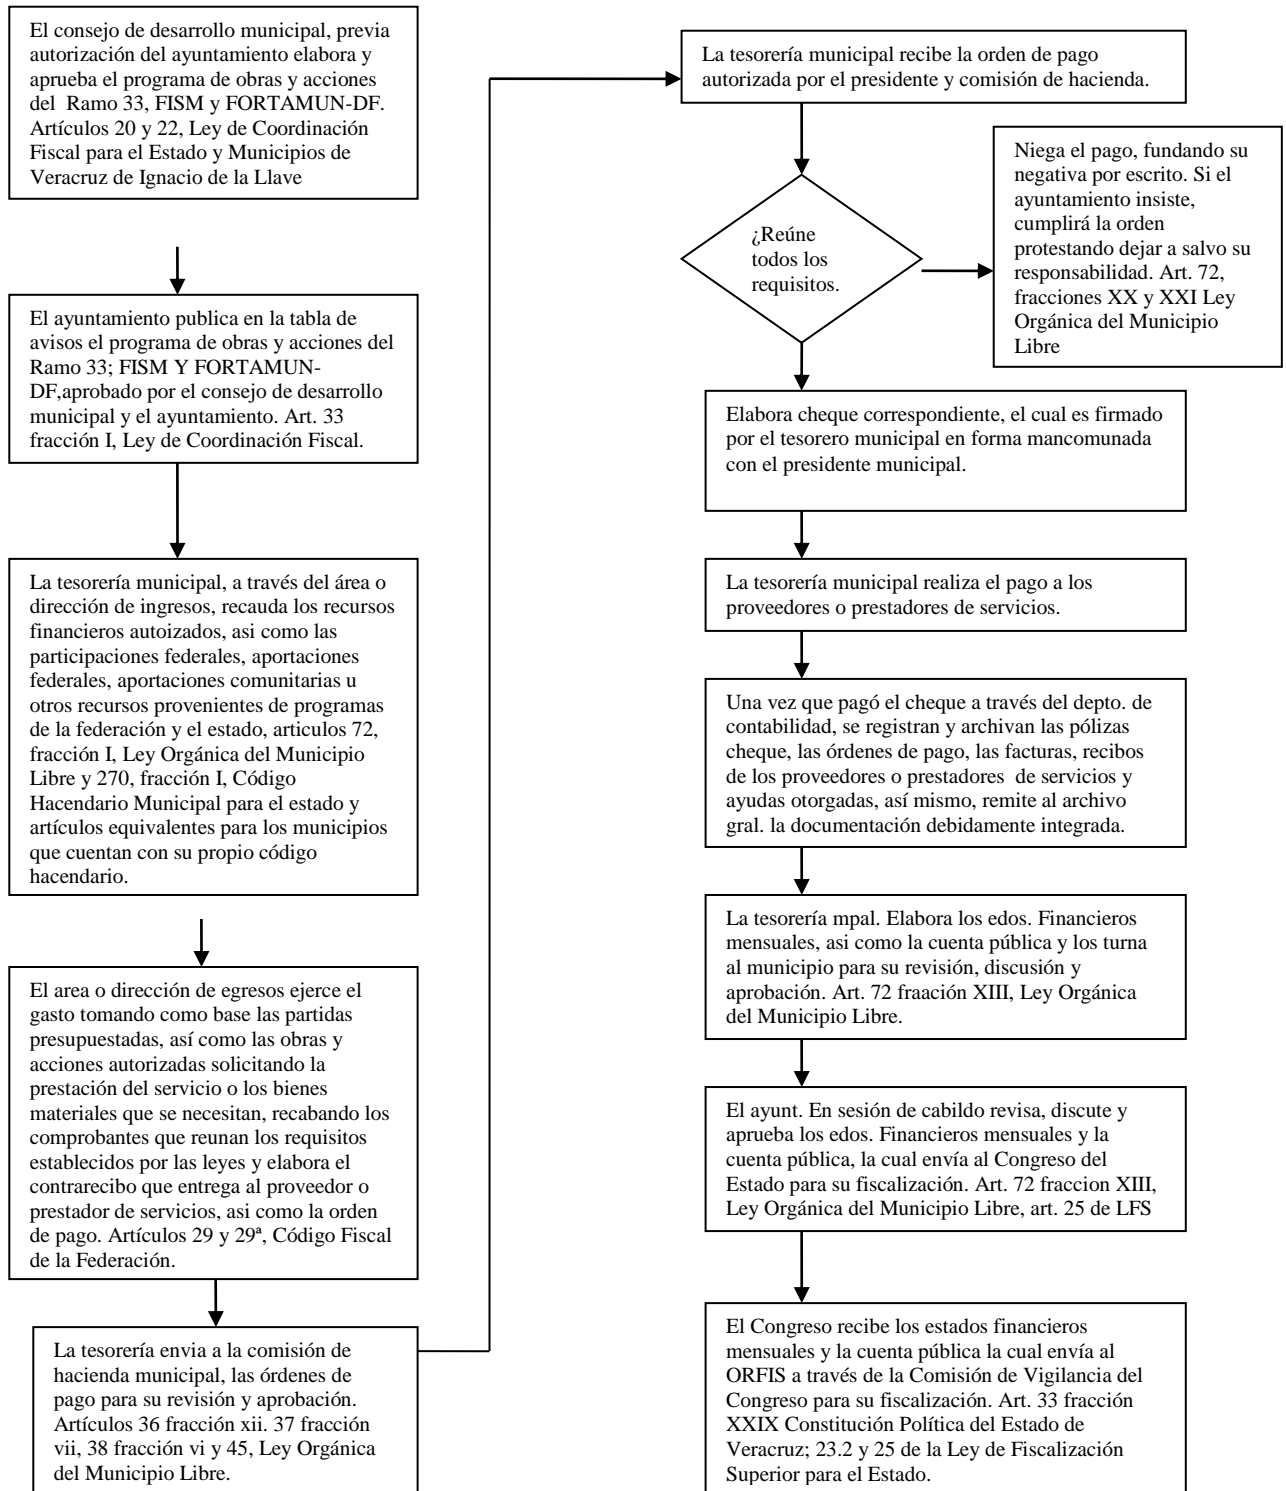 El consejo de desarrollo municipal, previa
autorización del ayuntamiento elabora y
aprueba el programa de obras y acciones
del  Ramo 33, FISM y FORTAMUN-DF.
Artículos 20 y 22, Ley de Coordinación
Fiscal para el Estado y Municipios de
Veracruz de Ignacio de la Llave
El ayuntamiento publica en la tabla de
avisos el programa de obras y acciones del
Ramo 33; FISM Y FORTAMUN-
DF,aprobado por el consejo de desarrollo
municipal y el ayuntamiento. Art. 33
fracción I, Ley de Coordinación Fiscal.
La tesorería municipal, a través del área o
dirección de ingresos, recauda los recursos
financieros autoizados, asi como las
participaciones federales, aportaciones
federales, aportaciones comunitarias u
otros recursos provenientes de programas
de la federación y el estado, articulos 72,
fracción I, Ley Orgánica del Municipio
Libre y 270, fracción I, Código
Hacendario Municipal para el estado y
artículos equivalentes para los municipios
que cuentan con su propio código
hacendario.
El area o dirección de egresos ejerce el
gasto tomando como base las partidas
presupuestadas, así como las obras y
acciones autorizadas solicitando la
prestación del servicio o los bienes
materiales que se necesitan, recabando los
comprobantes que reunan los requisitos
establecidos por las leyes y elabora el
contrarecibo que entrega al proveedor o
prestador de servicios, asi como la orden
de pago. Artículos 29 y 29ª, Código Fiscal
de la Federación.
La tesorería envia a la comisión de
hacienda municipal, las órdenes de
pago para su revisión y aprobación.
Artículos 36 fracción xii. 37 fracción
vii, 38 fracción vi y 45, Ley Orgánica
del Municipio Libre.
La tesorería municipal recibe la orden de pago
autorizada por el presidente y comisión de hacienda.
¿Reúne
todos los
requisitos.
Niega el pago, fundando su
negativa por escrito. Si el
ayuntamiento insiste,
cumplirá la orden
protestando dejar a salvo su
responsabilidad. Art. 72,
fracciones XX y XXI Ley
Orgánica del Municipio
Libre
Elabora cheque correspondiente, el cual es firmado
por el tesorero municipal en forma mancomunada
con el presidente municipal.
La tesorería municipal realiza el pago a los
proveedores o prestadores de servicios.
Una vez que pagó el cheque a través del depto. de
contabilidad, se registran y archivan las pólizas
cheque, las órdenes de pago, las facturas, recibos
de los proveedores o prestadores  de servicios y
ayudas otorgadas, así mismo, remite al archivo
gral. la documentación debidamente integrada.
La tesorería mpal. Elabora los edos. Financieros
mensuales, asi como la cuenta pública y los turna
al municipio para su revisión, discusión y
aprobación. Art. 72 fraación XIII, Ley Orgánica
del Municipio Libre.
El ayunt. En sesión de cabildo revisa, discute y
aprueba los edos. Financieros mensuales y la
cuenta pública, la cual envía al Congreso del
Estado para su fiscalización. Art. 72 fraccion XIII,
Ley Orgánica del Municipio Libre, art. 25 de LFS
El Congreso recibe los estados financieros
mensuales y la cuenta pública la cual envía al
ORFIS a través de la Comisión de Vigilancia del
Congreso para su fiscalización. Art. 33 fracción
XXIX Constitución Política del Estado de
Veracruz; 23.2 y 25 de la Ley de Fiscalización
Superior para el Estado.